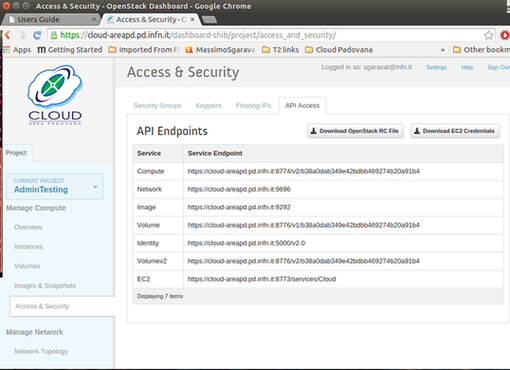 Access & Security - OpenStack Dashboard - Google Chrome
Users Guide
Access & Security - O
https://cloud-areapd.pd.infn.it/dashboard-shib/project/access_and_security/
Apps
Getting Started
Imported From Fi
MassimoSgarava
T2 links
Cloud Padovana
»
Other bookm
CLOUD
AREA PADOVANA
Access & Security
Logged in as: sgaravat@infn.it
Settings
Help
Sign Out
Security Groups
Keypairs
Floating IPs
API Access
API Endpoints
Download OpenStack RC File
Download EC2 Credentials
Project
CURRENT PROJECT
AdminTesting
Manage Compute
Overview
Instances
Volumes
Images & Snapshots
Access & Security
Manage Network
Network Topology
Service Service Endpoint
Compute https://cloud-areapd.pd.infn.it:8774/v2/b38a0dab349e42bdbb469274b20a91b4
Network https://cloud-areapd.pd.infn.it:9696
Image https://cloud-areapd.pd.infn.it:9292
Volume https://cloud-areapd.pd.infn.it:8776/v1/b38a0dab349e42bdbb469274b20a91b4
Identity https://cloud-areapd.pd.infn.it:5000/v2.0
Volumev2 https://cloud-areapd.pd.infn.it:8776/v2/b38a0dab349e42bdbb469274b20a91b4
EC2 https://cloud-areapd.pd.infn.it:8773/services/Cloud
Displaying 7 items